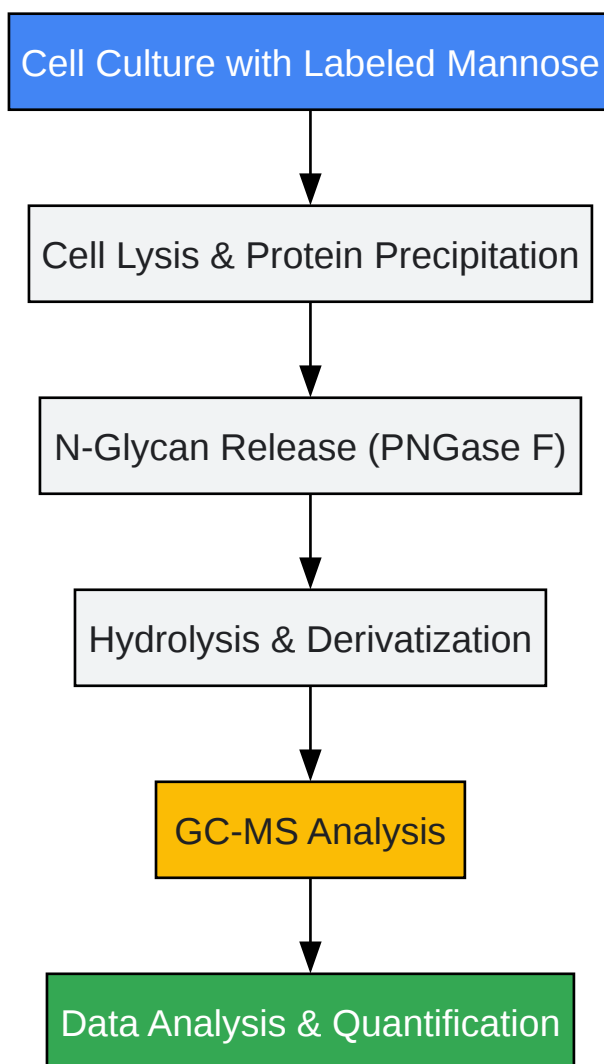 Cell Culture with Labeled Mannose
Cell Lysis & Protein Precipitation
N-Glycan Release (PNGase F)
Hydrolysis & Derivatization
GC-MS Analysis
Data Analysis & Quantification